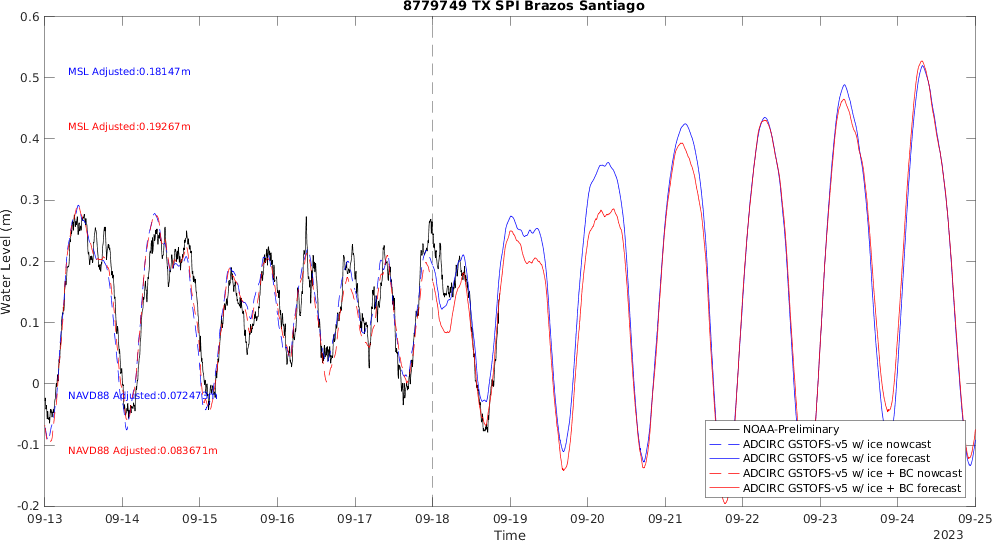 8779749 TX SPI Brazos Santiago
0.6
0.5
0.4
0.3
0.2
0.1
0
-0.1
-0.2
Water Level (m)
MSL Adjusted:0.18147m
MSL Adjusted:0.19267m
NAVD88 Adjusted:0.07247
NAVD88 Adjusted:0.083671m
NOAA-Preliminary
ADCIRC GSTOFS-v5 w/ ice nowcast
ADCIRC GSTOFS-v5 w/ ice forecast
ADCIRC GSTOFS-v5 w/ ice + BC nowcast
ADCIRC GSTOFS-v5 w/ ice + BC forecast
09-13 09-14 09-15 09-16 09-17 09-18 09-19 09-20 09-21 09-22 09-23 09-24 09-25
Time
2023